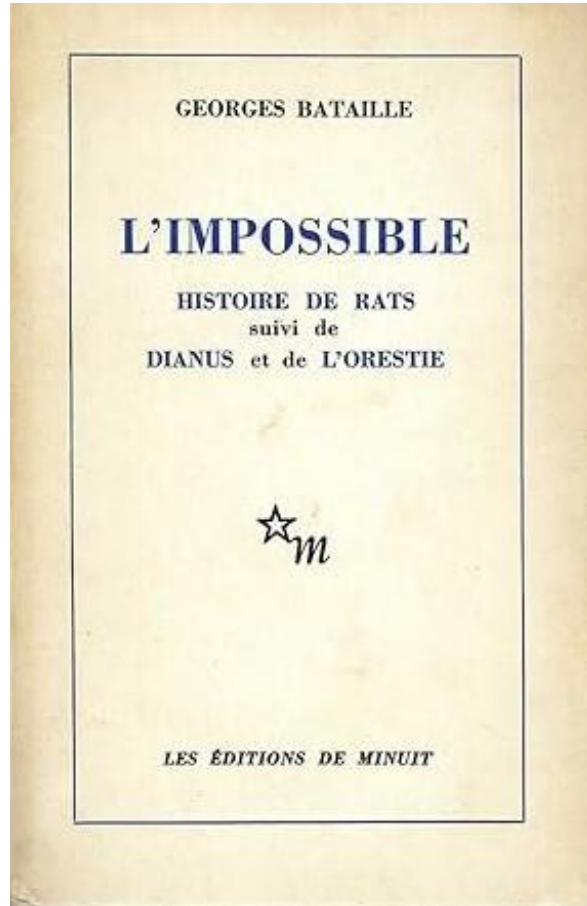 GEORGES BATAILLE
L'IMPOSSIBLE
HISTOIRE DE RATS
suivi de
DIANUS et de L'ORESTIE
m
LES ÉDITIONS DE MINUIT